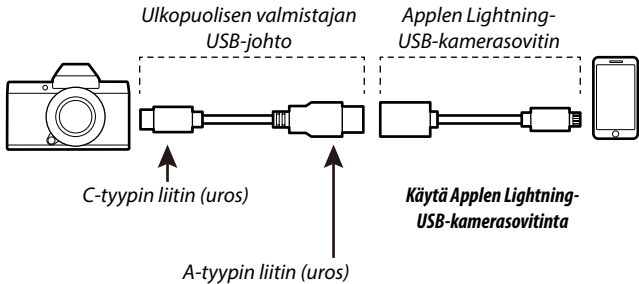 Ulkopuolisen valmistajan
USB-johto
Applen Lightning-
USB-kamerasovitin
C-tyypin liitin (uros)
Käytä Applen Lightning-
USB-kamerasovitinta
A-tyypin liitin (uros)